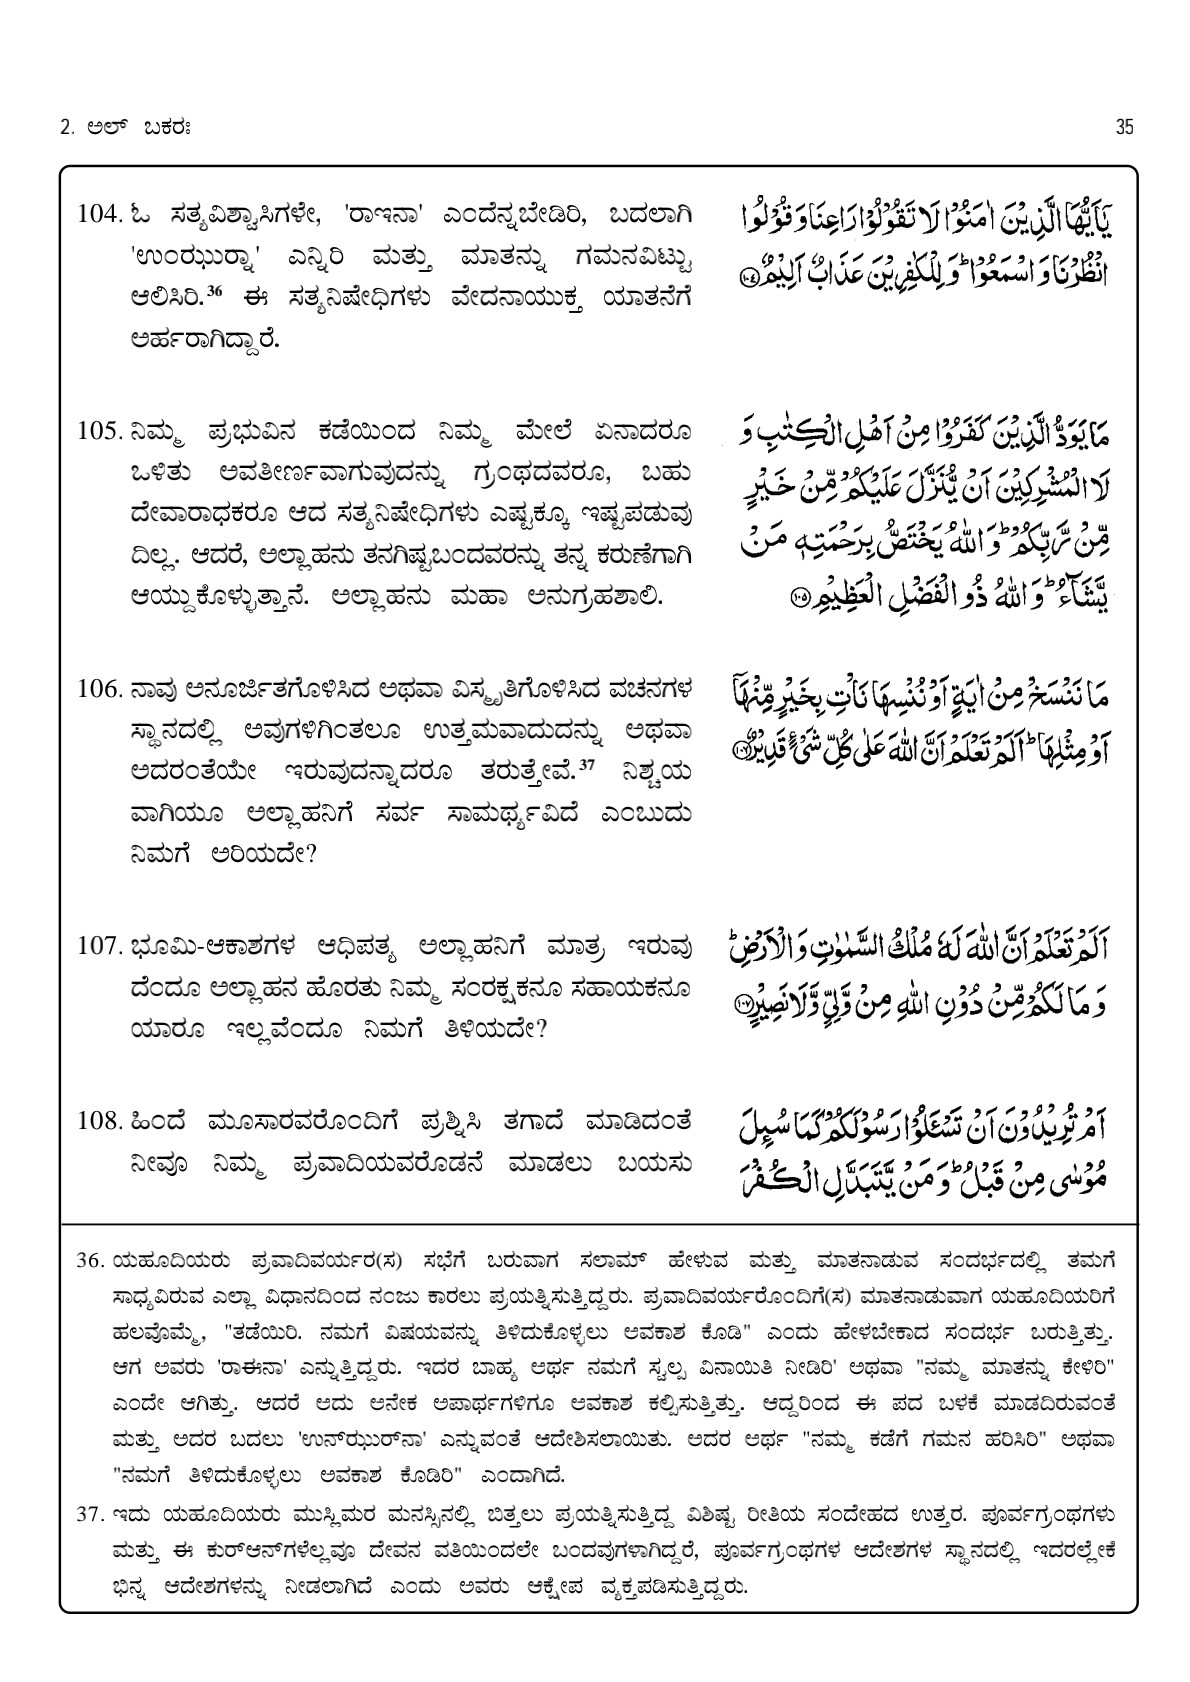 2. ಅಲ್ ಬಕರಃ
35
104. ಓ ಸತ್ಯವಿಶ್ವಾಸಿಗಳೇ, 'ರಾಇನಾ' ಎಂದೆನ್ನಬೇಡಿರಿ, ಬದಲಾಗಿ
'ಉಂಝುರ್ನಾ' ಎನ್ನಿರಿ ಮತ್ತು ಮಾತನ್ನು ಗಮನವಿಟ್ಟು
ಆಲಿಸಿರಿ.36 ಈ ಸತ್ಯನಿಷೇಧಿಗಳು ವೇದನಾಯುಕ್ತ ಯಾತನೆಗೆ
ಅರ್ಹರಾಗಿದ್ದಾರೆ.
يٰۤاَيُّهَا الَّذِيْنَ اٰمَنُوْا لَا تَقُوْلُوْا رَاعِنَا وَ قُوْلُوا
انْظُرْنَا وَ اسْمَعُوْا ؕ وَ لِلْكٰفِرِيْنَ عَذَابٌ اَلِيْمٌ ﴿۱۰۴﴾
105. ನಿಮ್ಮ ಪ್ರಭುವಿನ ಕಡೆಯಿಂದ ನಿಮ್ಮ ಮೇಲೆ ಏನಾದರೂ
ಒಳಿತು ಅವತೀರ್ಣವಾಗುವುದನ್ನು ಗ್ರಂಥದವರೂ, ಬಹು
ದೇವಾರಾಧಕರೂ ಆದ ಸತ್ಯನಿಷೇಧಿಗಳು ಎಷ್ಟಕ್ಕೂ ಇಷ್ಟಪಡುವು
ದಿಲ್ಲ. ಆದರೆ, ಅಲ್ಲಾಹನು ತನಗಿಷ್ಟಬಂದವರನ್ನು ತನ್ನ ಕರುಣೆಗಾಗಿ
ಆಯ್ದುಕೊಳ್ಳುತ್ತಾನೆ. ಅಲ್ಲಾಹನು ಮಹಾ ಅನುಗ್ರಹಶಾಲಿ.
مَا يَوَدُّ الَّذِيْنَ كَفَرُوْا مِنْ اَهْلِ الْكِتٰبِ وَ
لَا الْمُشْرِكِيْنَ اَنْ يُّنَزَّلَ عَلَيْكُمْ مِّنْ خَيْرٍ
مِّنْ رَّبِّكُمْ ؕ وَ اللّٰهُ يَخْتَصُّ بِرَحْمَتِهٖ مَنْ
يَّشَآءُ ؕ وَ اللّٰهُ ذُو الْفَضْلِ الْعَظِيْمِ ﴿۱۰۵﴾
106. ನಾವು ಅನೂರ್ಜಿತಗೊಳಿಸಿದ ಅಥವಾ ವಿಸ್ಮೃತಿಗೊಳಿಸಿದ ವಚನಗಳ
ಸ್ಥಾನದಲ್ಲಿ ಅವುಗಳಿಗಿಂತಲೂ ಉತ್ತಮವಾದುದನ್ನು ಅಥವಾ
ಅದರಂತೆಯೇ ಇರುವುದನ್ನಾದರೂ ತರುತ್ತೇವೆ.37 ನಿಶ್ಚಯ
ವಾಗಿಯೂ ಅಲ್ಲಾಹನಿಗೆ ಸರ್ವ ಸಾಮರ್ಥ್ಯವಿದೆ ಎಂಬುದು
ನಿಮಗೆ ಅರಿಯದೇ?
مَا نَنْسَخْ مِنْ اٰيَةٍ اَوْ نُنْسِهَا نَاْتِ بِخَيْرٍ مِّنْهَاۤ
اَوْ مِثْلِهَا ؕ اَلَمْ تَعْلَمْ اَنَّ اللّٰهَ عَلٰى كُلِّ شَیْءٍ قَدِيْرٌ ﴿۱۰۶﴾
107. ಭೂಮಿ-ಆಕಾಶಗಳ ಆಧಿಪತ್ಯ ಅಲ್ಲಾಹನಿಗೆ ಮಾತ್ರ ಇರುವು
ದೆಂದೂ ಅಲ್ಲಾಹನ ಹೊರತು ನಿಮ್ಮ ಸಂರಕ್ಷಕನೂ ಸಹಾಯಕನೂ
ಯಾರೂ ಇಲ್ಲವೆಂದೂ ನಿಮಗೆ ತಿಳಿಯದೇ?
اَلَمْ تَعْلَمْ اَنَّ اللّٰهَ لَهٗ مُلْكُ السَّمٰوٰتِ وَ الْاَرْضِ ؕ
وَ مَا لَكُمْ مِّنْ دُوْنِ اللّٰهِ مِنْ وَّلِيٍّ وَّ لَا نَصِيْرٍ ﴿۱۰۷﴾
108. ಹಿಂದೆ ಮೂಸಾರವರೊಂದಿಗೆ ಪ್ರಶ್ನಿಸಿ ತಗಾದೆ ಮಾಡಿದಂತೆ
ನೀವೂ ನಿಮ್ಮ ಪ್ರವಾದಿಯವರೊಡನೆ ಮಾಡಲು ಬಯಸು
اَمْ تُرِيْدُوْنَ اَنْ تَسْـَٔلُوْا رَسُوْلَكُمْ كَمَا سُىِٕلَ
مُوْسٰى مِنْ قَبْلُ ؕ وَ مَنْ يَّتَبَدَّلِ الْكُفْرَ
36. ಯಹೂದಿಯರು ಪ್ರವಾದಿವರ್ಯರ(ಸ) ಸಭೆಗೆ ಬರುವಾಗ ಸಲಾಮ್ ಹೇಳುವ ಮತ್ತು ಮಾತನಾಡುವ ಸಂದರ್ಭದಲ್ಲಿ ತಮಗೆ
ಸಾಧ್ಯವಿರುವ ಎಲ್ಲಾ ವಿಧಾನದಿಂದ ನಂಜು ಕಾರಲು ಪ್ರಯತ್ನಿಸುತ್ತಿದ್ದರು. ಪ್ರವಾದಿವರ್ಯರೊಂದಿಗೆ(ಸ) ಮಾತನಾಡುವಾಗ ಯಹೂದಿಯರಿಗೆ
ಹಲವೊಮ್ಮೆ, "ತಡೆಯಿರಿ. ನಮಗೆ ವಿಷಯವನ್ನು ತಿಳಿದುಕೊಳ್ಳಲು ಅವಕಾಶ ಕೊಡಿ" ಎಂದು ಹೇಳಬೇಕಾದ ಸಂದರ್ಭ ಬರುತ್ತಿತ್ತು.
ಆಗ ಅವರು 'ರಾಈನಾ' ಎನ್ನುತ್ತಿದ್ದರು. ಇದರ ಬಾಹ್ಯ ಅರ್ಥ ನಮಗೆ ಸ್ವಲ್ಪ ವಿನಾಯಿತಿ ನೀಡಿರಿ' ಅಥವಾ "ನಮ್ಮ ಮಾತನ್ನು ಕೇಳಿರಿ"
ಎಂದೇ ಆಗಿತ್ತು. ಆದರೆ ಅದು ಅನೇಕ ಅಪಾರ್ಥಗಳಿಗೂ ಅವಕಾಶ ಕಲ್ಪಿಸುತ್ತಿತ್ತು. ಆದ್ದರಿಂದ ಈ ಪದ ಬಳಕೆ ಮಾಡದಿರುವಂತೆ
ಮತ್ತು ಅದರ ಬದಲು 'ಉನ್‌ಝುರ್‌ನಾ' ಎನ್ನುವಂತೆ ಆದೇಶಿಸಲಾಯಿತು. ಅದರ ಅರ್ಥ "ನಮ್ಮ ಕಡೆಗೆ ಗಮನ ಹರಿಸಿರಿ" ಅಥವಾ
"ನಮಗೆ ತಿಳಿದುಕೊಳ್ಳಲು ಅವಕಾಶ ಕೊಡಿರಿ" ಎಂದಾಗಿದೆ.
37. ಇದು ಯಹೂದಿಯರು ಮುಸ್ಲಿಮರ ಮನಸ್ಸಿನಲ್ಲಿ ಬಿತ್ತಲು ಪ್ರಯತ್ನಿಸುತ್ತಿದ್ದ ವಿಶಿಷ್ಟ ರೀತಿಯ ಸಂದೇಹದ ಉತ್ತರ. ಪೂರ್ವಗ್ರಂಥಗಳು
ಮತ್ತು ಈ ಕುರ್‌ಆನ್‌ಗಳೆಲ್ಲವೂ ದೇವನ ವತಿಯಿಂದಲೇ ಬಂದವುಗಳಾಗಿದ್ದರೆ, ಪೂರ್ವಗ್ರಂಥಗಳ ಆದೇಶಗಳ ಸ್ಥಾನದಲ್ಲಿ ಇದರಲ್ಲೇಕೆ
ಭಿನ್ನ ಆದೇಶಗಳನ್ನು ನೀಡಲಾಗಿದೆ ಎಂದು ಅವರು ಆಕ್ಷೇಪ ವ್ಯಕ್ತಪಡಿಸುತ್ತಿದ್ದರು.